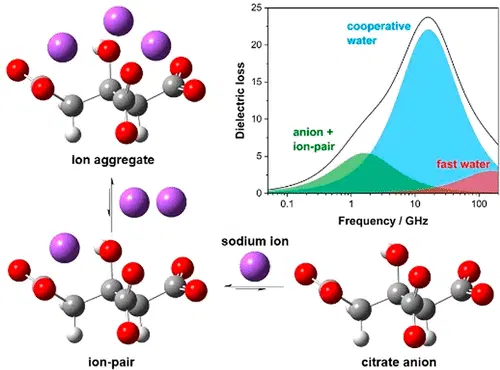 Ion aggregate
sodium ion
ion-pair
citrate anion
25
20
15
10
5
0
Dielectric loss
cooperative
water
anion +
ion-pair
fast water
0.1
1
10
100
Frequency / GHz